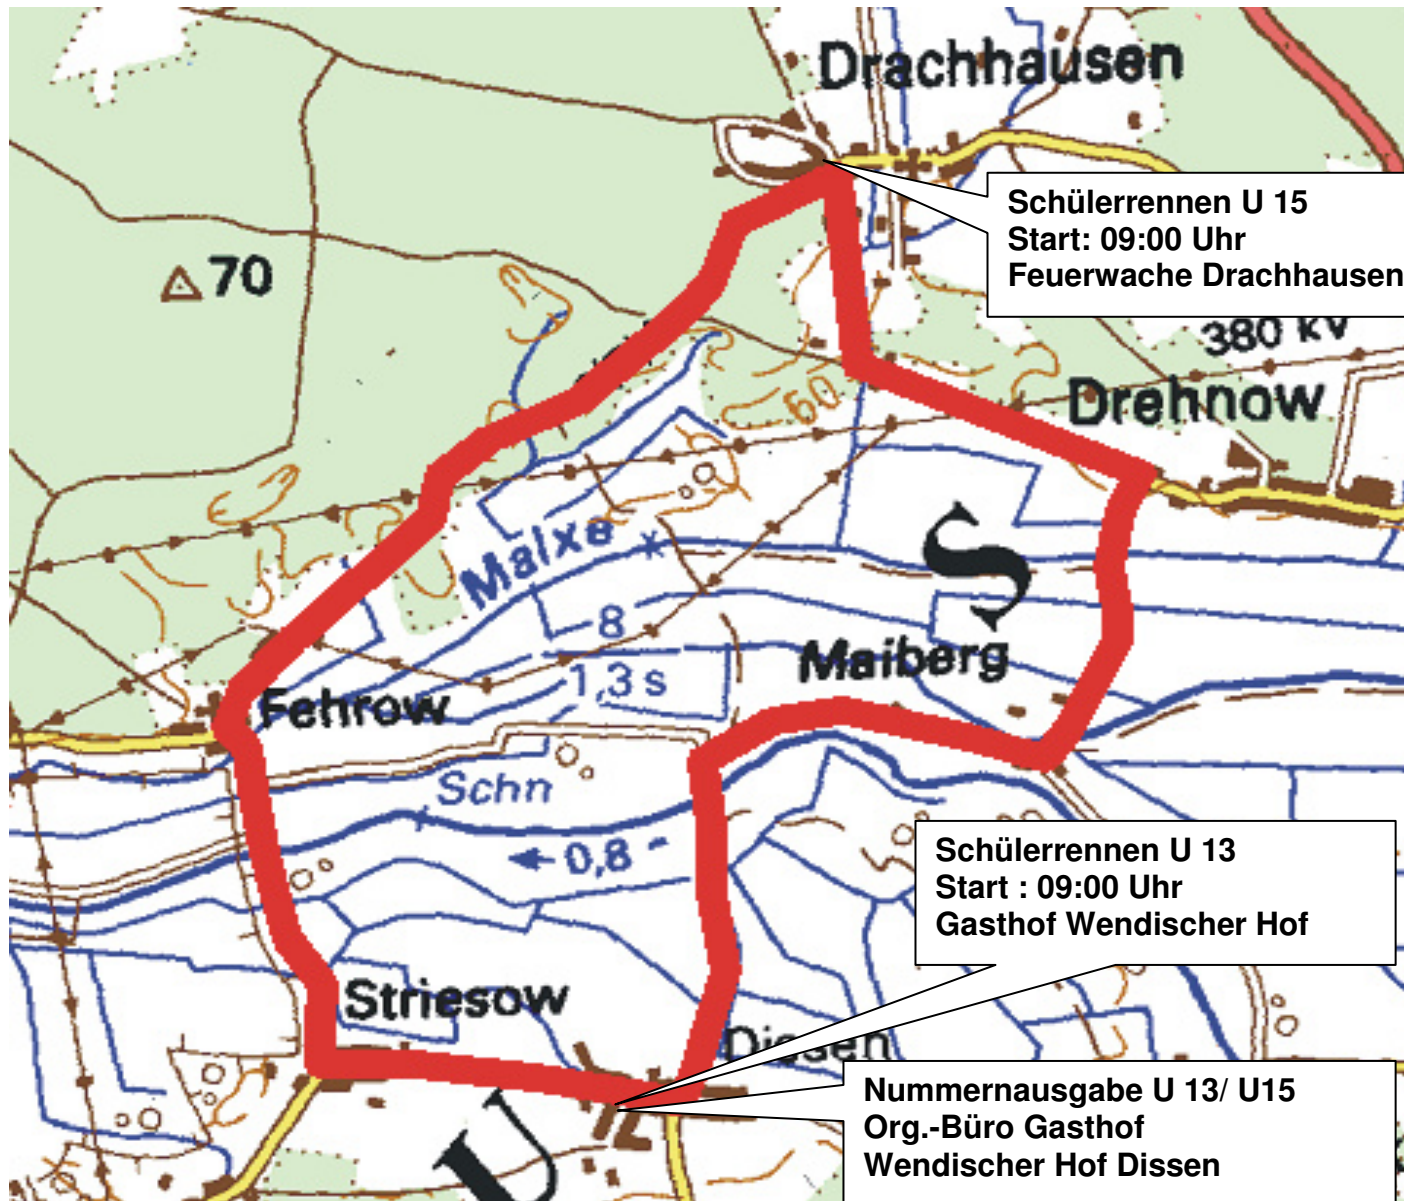 Drachhausen
Schülerrennen U 15
Start: 09:00 Uhr
Feuerwache Drachhausen
70
380 kV
Drehnow
60
S
Malxe
8
Maiberg
1,3 s
Fehrow
Schn
0,8
Schülerrennen U 13
Start : 09:00 Uhr
Gasthof Wendischer Hof
Striesow
Dissen
U
Nummernausgabe U 13/ U15
Org.-Büro Gasthof
Wendischer Hof Dissen